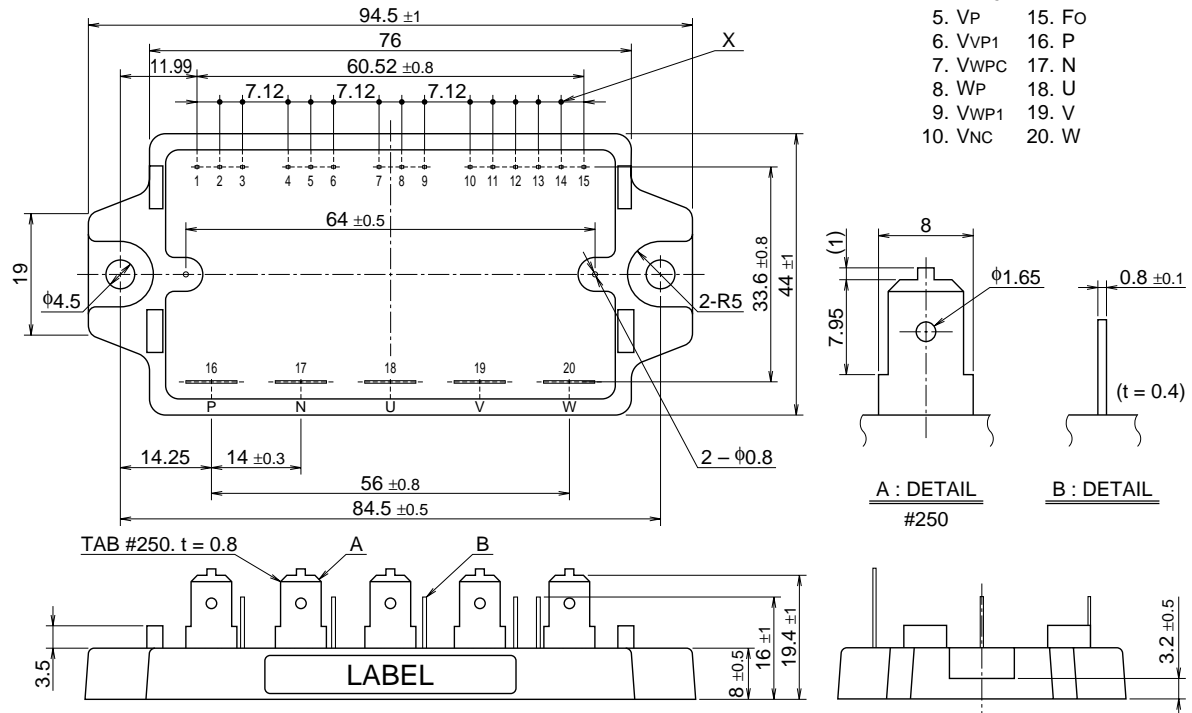 94.5 ±1
76
X
11.99
60.52 ±0.8
7.12
7.12
7.12
5. VP 15. FO
6. VVP1 16. P
7. VWPC 17. N
8. WP 18. U
9. VWP1 19. V
10. VNC 20. W
1 2 3 4 5 6 7 8 9 10 11 12 13 14 15
64 ±0.5
19
φ4.5
2-R5
33.6 ±0.8
44 ±1
16 17 18 19 20
P N U V W
14.25
14 ±0.3
2 – φ0.8
56 ±0.8
84.5 ±0.5
(1)
8
7.95
φ1.65
0.8 ±0.1
(t = 0.4)
A : DETAIL
#250
B : DETAIL
TAB #250. t = 0.8
A
B
3.5
LABEL
8 ±0.5
16 ±1
19.4 ±1
3.2 ±0.5